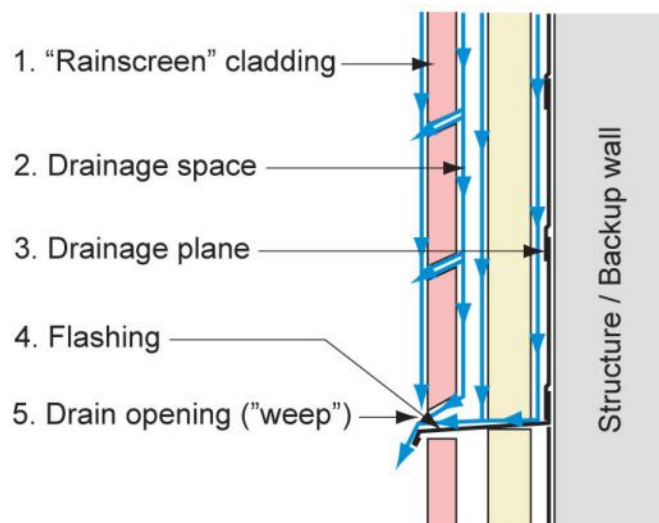 1. “Rainscreen” cladding
2. Drainage space
3. Drainage plane
4. Flashing
5. Drain opening (”weep”)
Structure / Backup wall